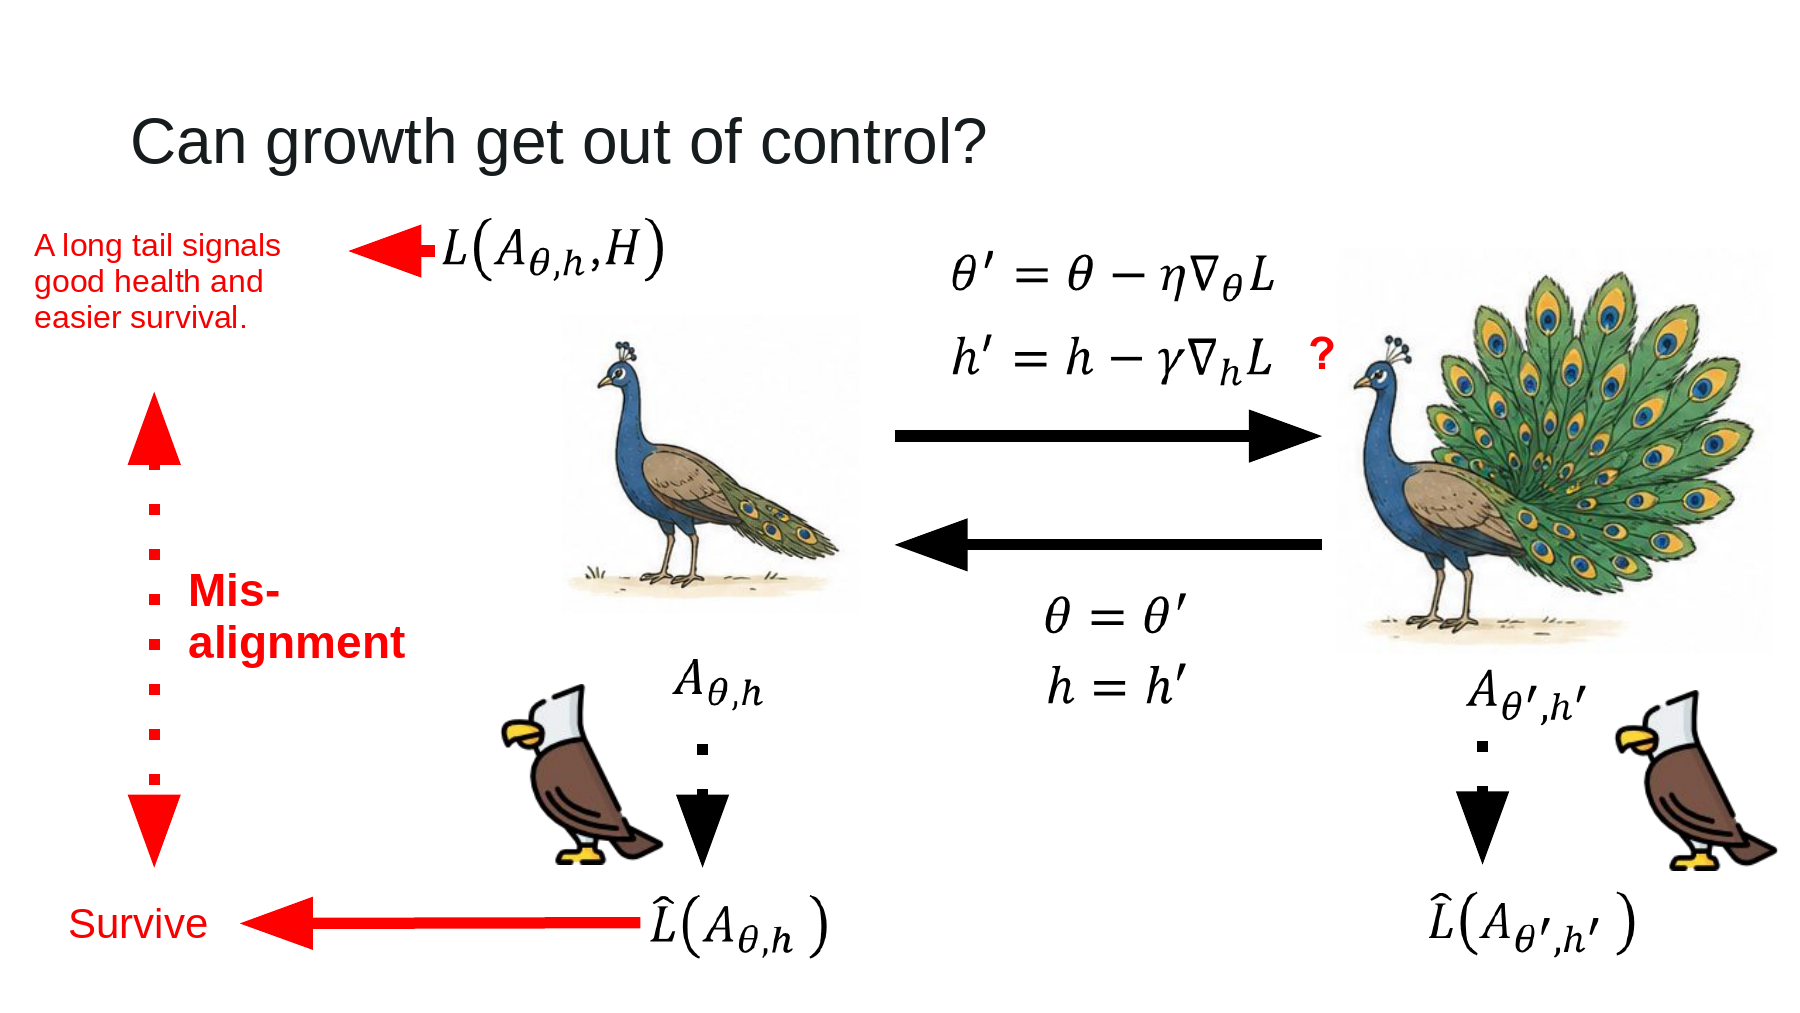 Can growth get out of control?
A long tail signals
good health and
easier survival.
L(A_{θ,h}, H)
θ′ = θ − η∇_θ L
h′ = h − γ∇_h L ?
Mis-
alignment
θ = θ′
h = h′
A_{θ,h}
A_{θ′,h′}
Survive
L̂(A_{θ,h} )
L̂(A_{θ′,h′} )